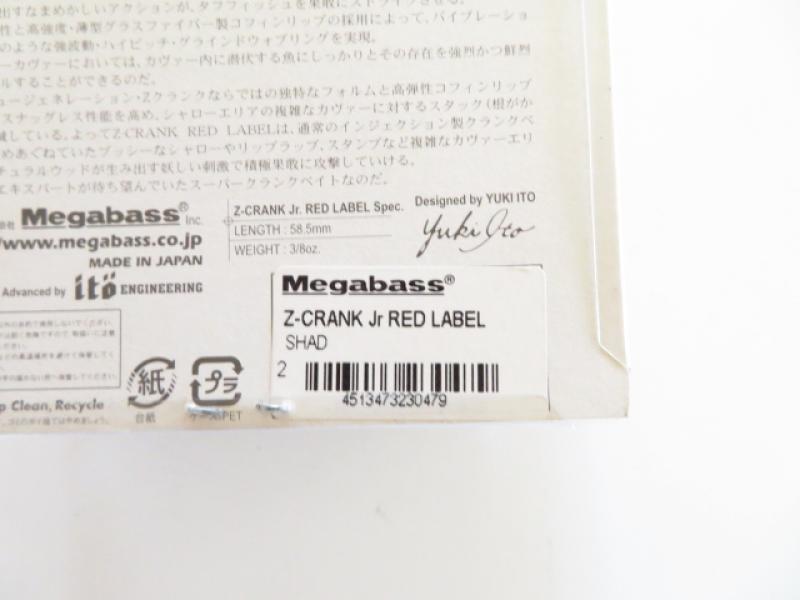 出すなまめかしいアクションが、タフフィッシュを果敢にストライクさせる。
性と高強度・薄型グラスファイバー製コフィンリップの採用によって、バイブレーショ
のような強波動・ハイピッチ・グラインドウォブリングを実現。
ーカヴァーにおいては、カヴァー内に潜伏する魚にしっかりとその存在を強烈かつ鮮烈
ルすることができるのだ。
ュージェネレーション・Zクランクならではの独特なフォルムと高弾性コフィンリップ
スナッグレス性能を高め、シャローエリアの複雑なカヴァーに対するスタック（根がか
減している。よってZ-CRANK RED LABELは、通常のインジェクション製クランクベ
めあぐねていたブッシーなシャローやリップラップ、スタンプなど複雑なカヴァーエリ
チュラルウッドが生み出す妖しい刺激で積極果敢に攻撃していける。
エキスパートが待ち望んでいたスーパークランクベイトなのだ。
Megabass® Inc.
/www.megabass.co.jp
MADE IN JAPAN
Advanced by itö ENGINEERING
Z-CRANK Jr. RED LABEL Spec.
LENGTH : 58.5mm
WEIGHT : 3/8oz.
Designed by YUKI ITO
Yuki Ito
紙
台紙
プラ
ケース:PET
p Clean, Recycle
Megabass®
Z-CRANK Jr RED LABEL
SHAD
2
4513473230479